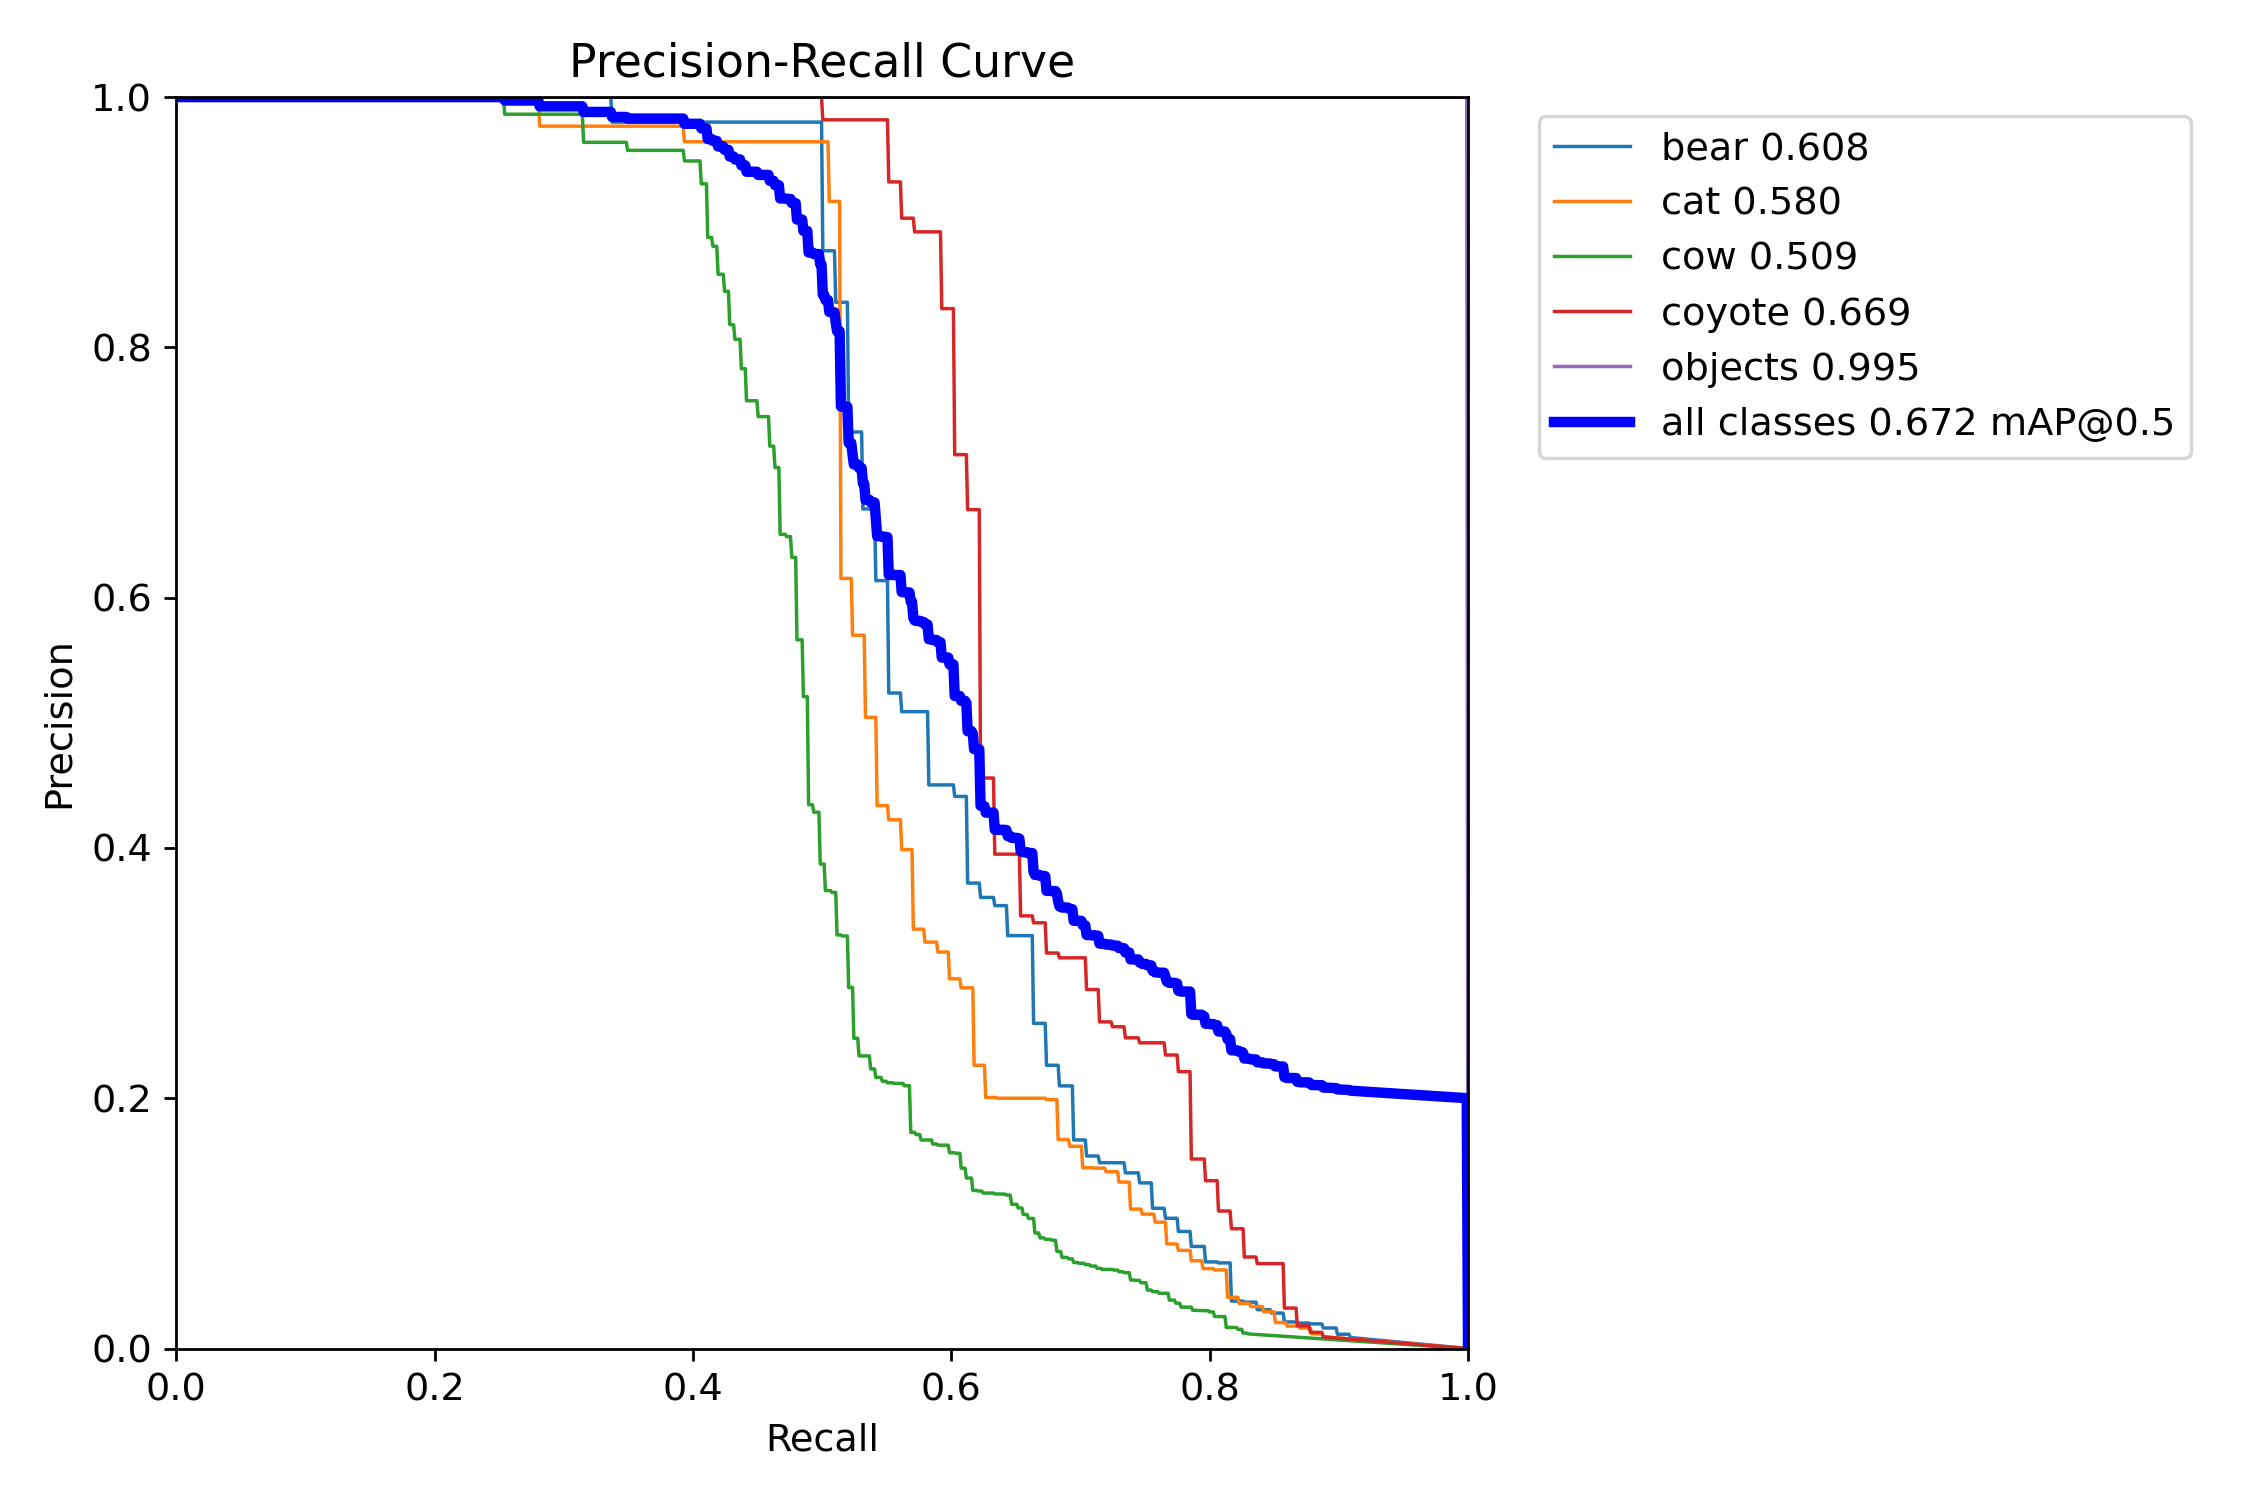 Precision-Recall Curve
1.0
0.8
0.6
0.4
0.2
0.0
Precision
0.0 0.2 0.4 0.6 0.8 1.0
Recall
bear 0.608
cat 0.580
cow 0.509
coyote 0.669
objects 0.995
all classes 0.672 mAP@0.5